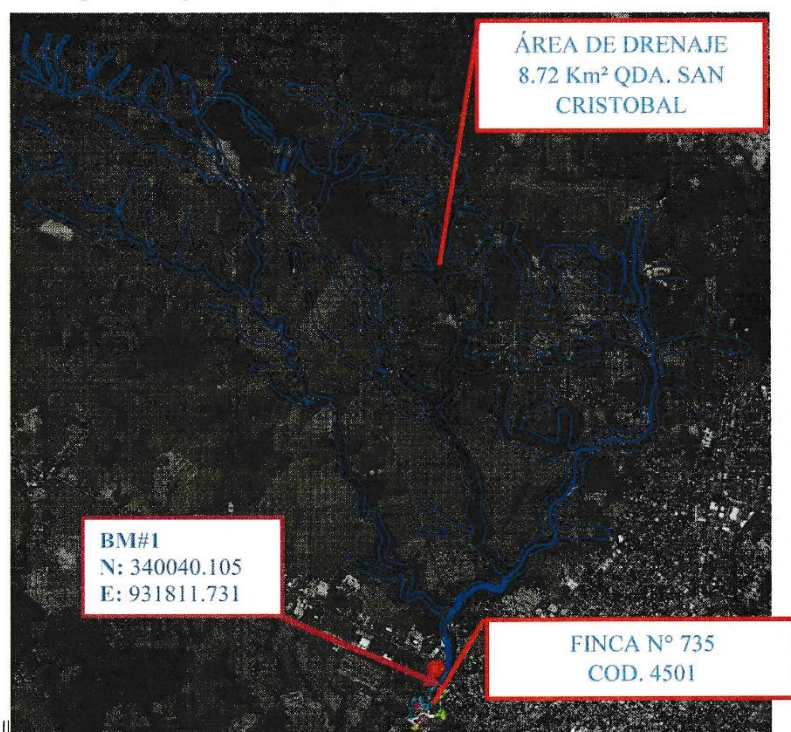 ÁREA DE DRENAJE
8.72 Km² QDA. SAN
CRISTOBAL
BM#1
N: 340040.105
E: 931811.731
FINCA N° 735
COD. 4501